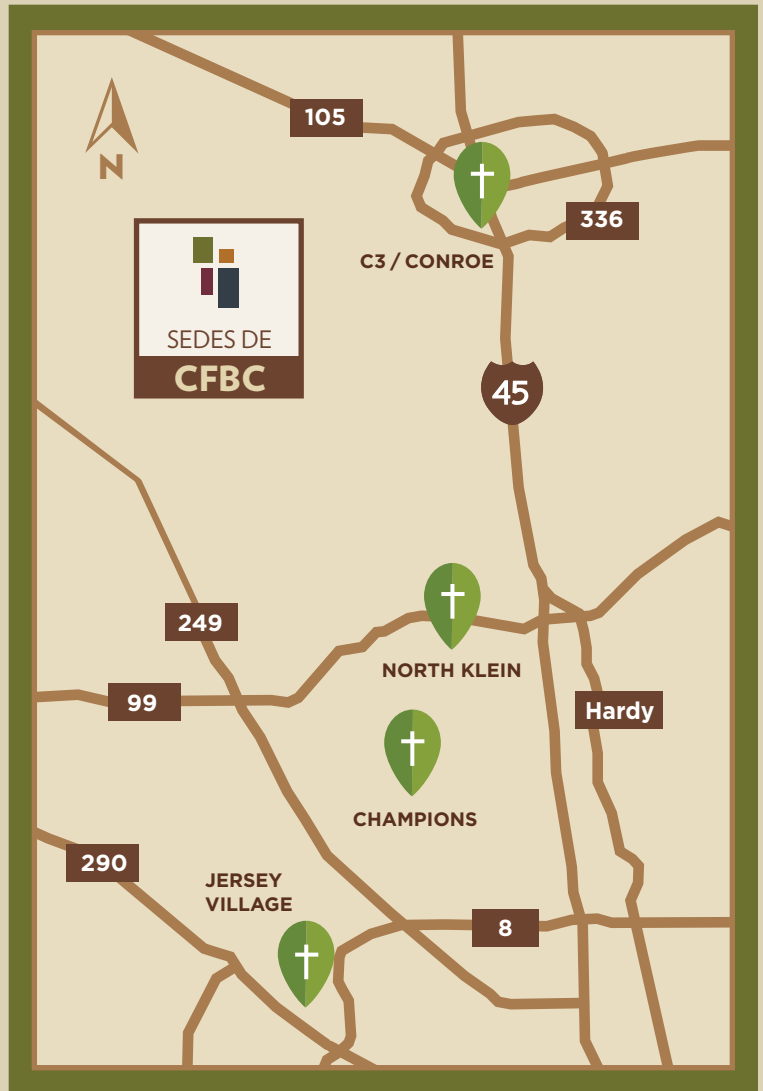 105
N
336
C3 / CONROE
SEDES DE
CFBC
45
249
NORTH KLEIN
99
Hardy
CHAMPIONS
290
JERSEY
VILLAGE
8